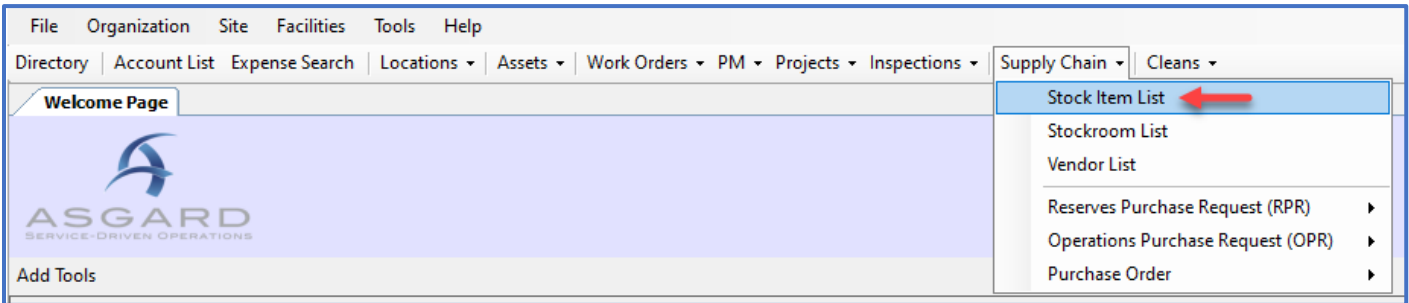 File Organization Site Facilities Tools Help
Directory Account List Expense Search Locations Assets Work Orders PM Projects Inspections Supply Chain Cleans
Welcome Page
Stock Item List
Stockroom List
Vendor List
Reserves Purchase Request (RPR)
Operations Purchase Request (OPR)
Purchase Order
ASGARD
SERVICE-DRIVEN OPERATIONS
Add Tools